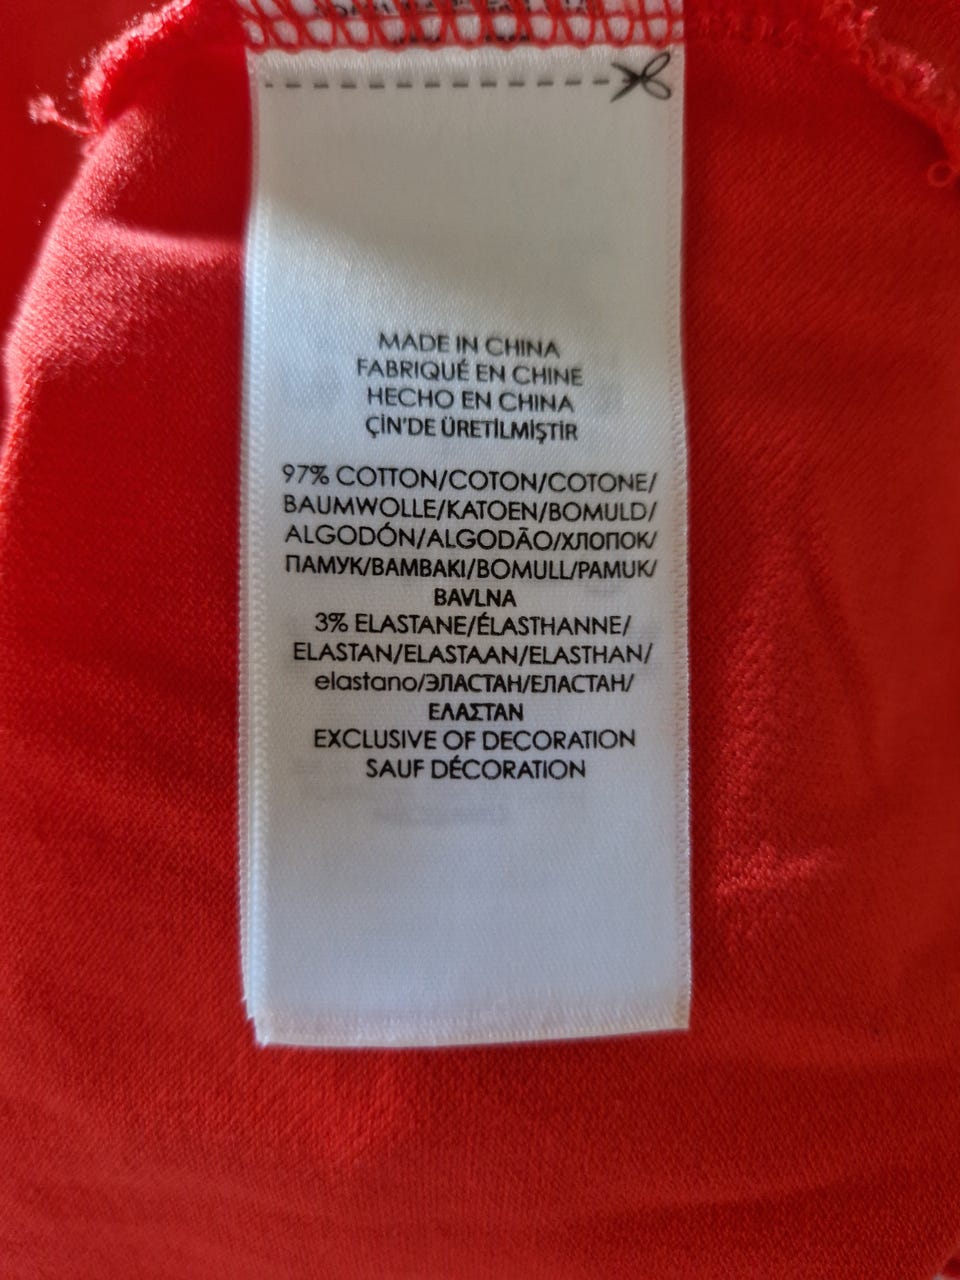 MADE IN CHINA
FABRIQUÉ EN CHINE
HECHO EN CHINA
ÇİN'DE ÜRETİLMİŞTİR
97% COTTON/COTON/COTONE/
BAUMWOLLE/KATOEN/BOMULD/
ALGODÓN/ALGODÃO/ХЛОПОК/
ПАМУК/BAMBAKI/BOMULL/PAMUK/
BAVLNA
3% ELASTANE/ÉLASTHANNE/
ELASTAN/ELASTAAN/ELASTHAN/
elastano/ЭЛАСТАН/ЕЛАСТАН/
ΕΛΑΣΤΑΝ
EXCLUSIVE OF DECORATION
SAUF DÉCORATION